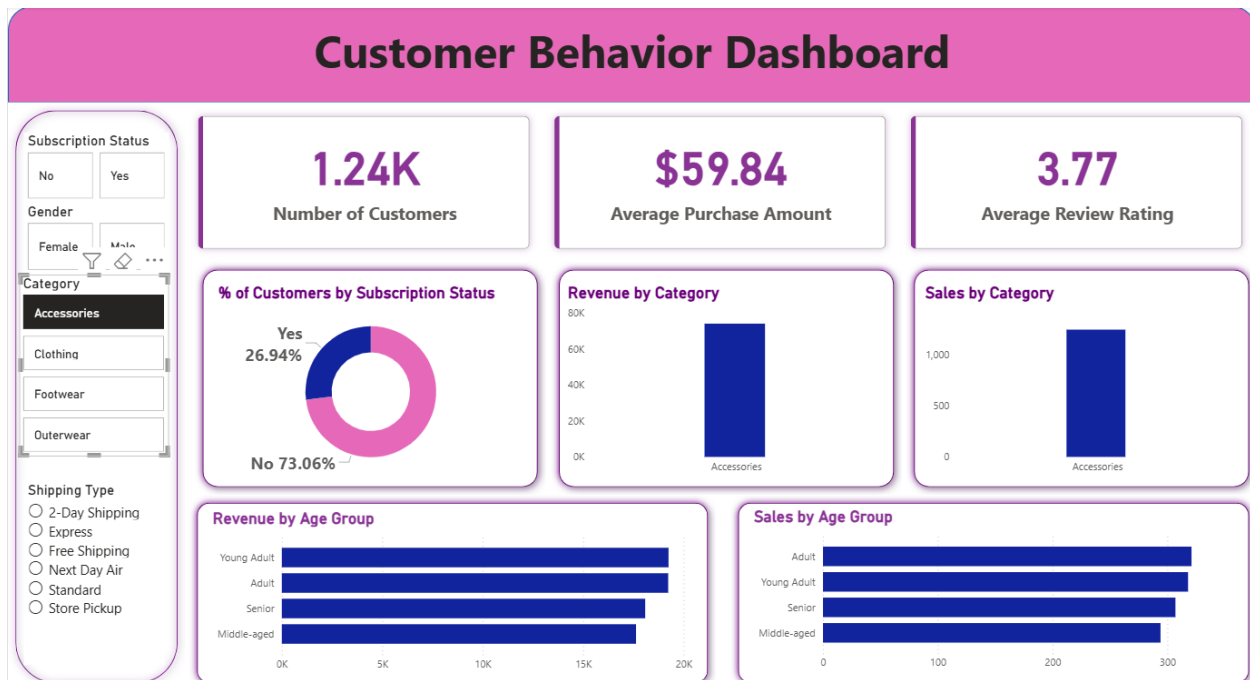 Customer Behavior Dashboard
Subscription Status
No
Yes
Gender
Female
Male
Category
Accessories
Clothing
Footwear
Outerwear
Shipping Type
2-Day Shipping
Express
Free Shipping
Next Day Air
Standard
Store Pickup
1.24K
Number of Customers
$59.84
Average Purchase Amount
3.77
Average Review Rating
% of Customers by Subscription Status
Yes
26.94%
No 73.06%
Revenue by Category
80K
60K
40K
20K
0K
Accessories
Sales by Category
1,000
500
0
Accessories
Revenue by Age Group
Young Adult
Adult
Senior
Middle-aged
0K 5K 10K 15K 20K
Sales by Age Group
Adult
Young Adult
Senior
Middle-aged
0 100 200 300